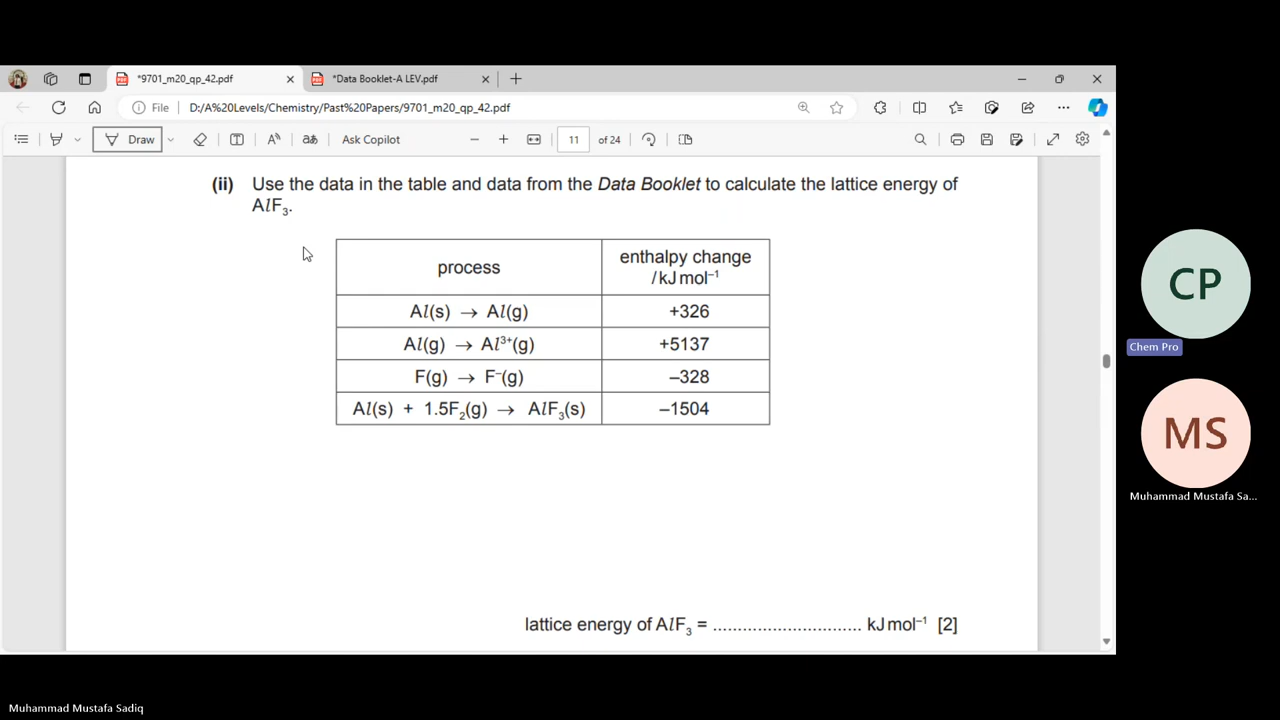 *9701_m20_qp_42.pdf
*Data Booklet-A LEV.pdf
File
D:/A%20Levels/Chemistry/Past%20Papers/9701_m20_qp_42.pdf
Draw
Ask Copilot
11 of 24
(ii) Use the data in the table and data from the Data Booklet to calculate the lattice energy of
AlF₃.
process
enthalpy change
/kJ mol⁻¹
Al(s) → Al(g)
+326
Al(g) → Al³⁺(g)
+5137
F(g) → F⁻(g)
–328
Al(s) + 1.5F₂(g) → AlF₃(s)
–1504
lattice energy of AlF₃ = .............................. kJ mol⁻¹ [2]
CP
Chem Pro
MS
Muhammad Mustafa Sa...
Muhammad Mustafa Sadiq